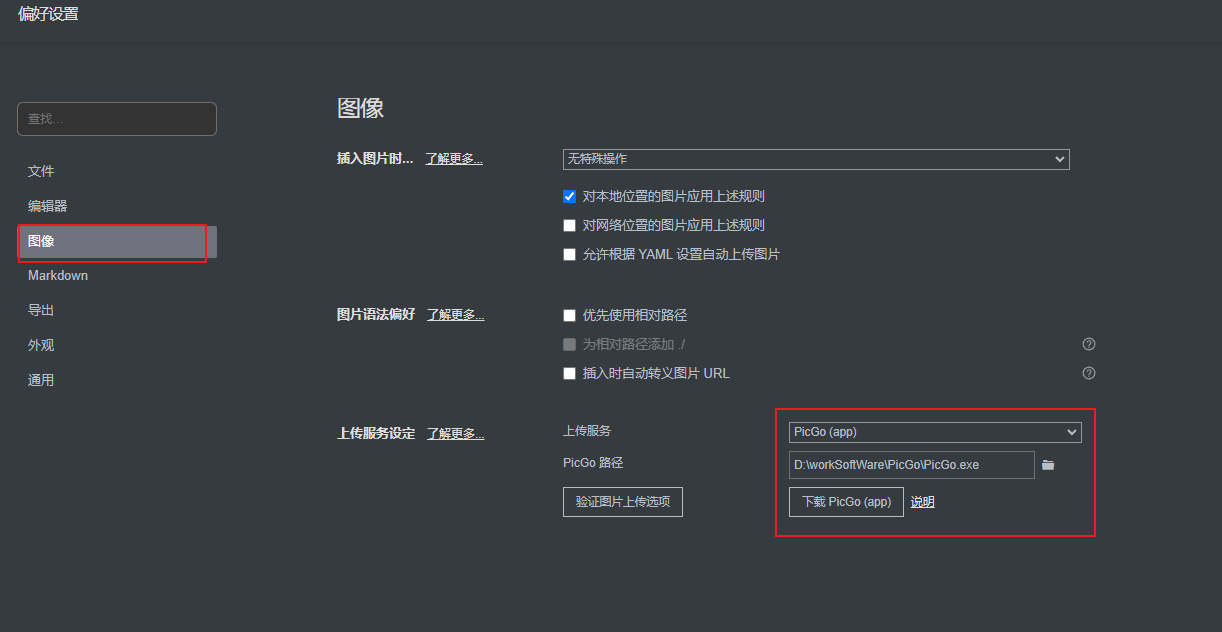 偏好设置
查找...
文件
编辑器
图像
Markdown
导出
外观
通用
图像
插入图片时... 了解更多... 无特殊操作
对本地位置的图片应用上述规则
对网络位置的图片应用上述规则
允许根据 YAML 设置自动上传图片
图片语法偏好 了解更多... 优先使用相对路径
为相对路径添加 ./
插入时自动转义图片 URL
上传服务设定 了解更多... 上传服务 PicGo (app)
PicGo 路径 D:\workSoftWare\PicGo\PicGo.exe
验证图片上传选项 下载 PicGo (app) 说明